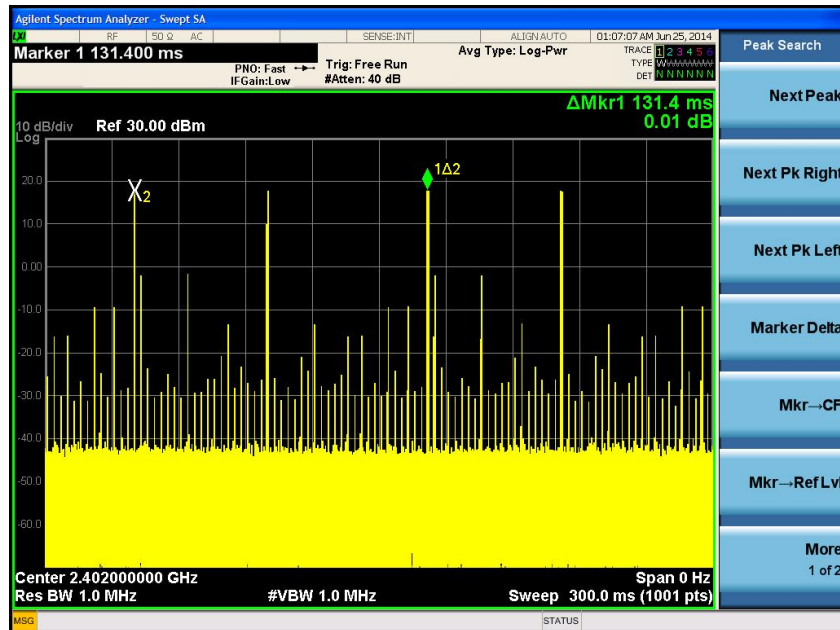 Agilent Spectrum Analyzer - Swept SA
LXI RF 50 Ω AC SENSE:INT ALIGN AUTO 01:07:07 AM Jun 25, 2014
Marker 1 131.400 ms
PNO: Fast
IFGain:Low
Trig: Free Run
#Atten: 40 dB
Avg Type: Log-Pwr
TRACE 1 2 3 4 5 6
TYPE WWWWWWW
DET N N N N N N
ΔMkr1 131.4 ms
0.01 dB
10 dB/div Ref 30.00 dBm
Log
20.0
10.0
0.00
-10.0
-20.0
-30.0
-40.0
-50.0
-60.0
X2
1Δ2
Center 2.402000000 GHz Span 0 Hz
Res BW 1.0 MHz #VBW 1.0 MHz Sweep 300.0 ms (1001 pts)
MSG STATUS
Peak Search
Next Peak
Next Pk Right
Next Pk Left
Marker Delta
Mkr→CF
Mkr→Ref Lvl
More
1 of 2